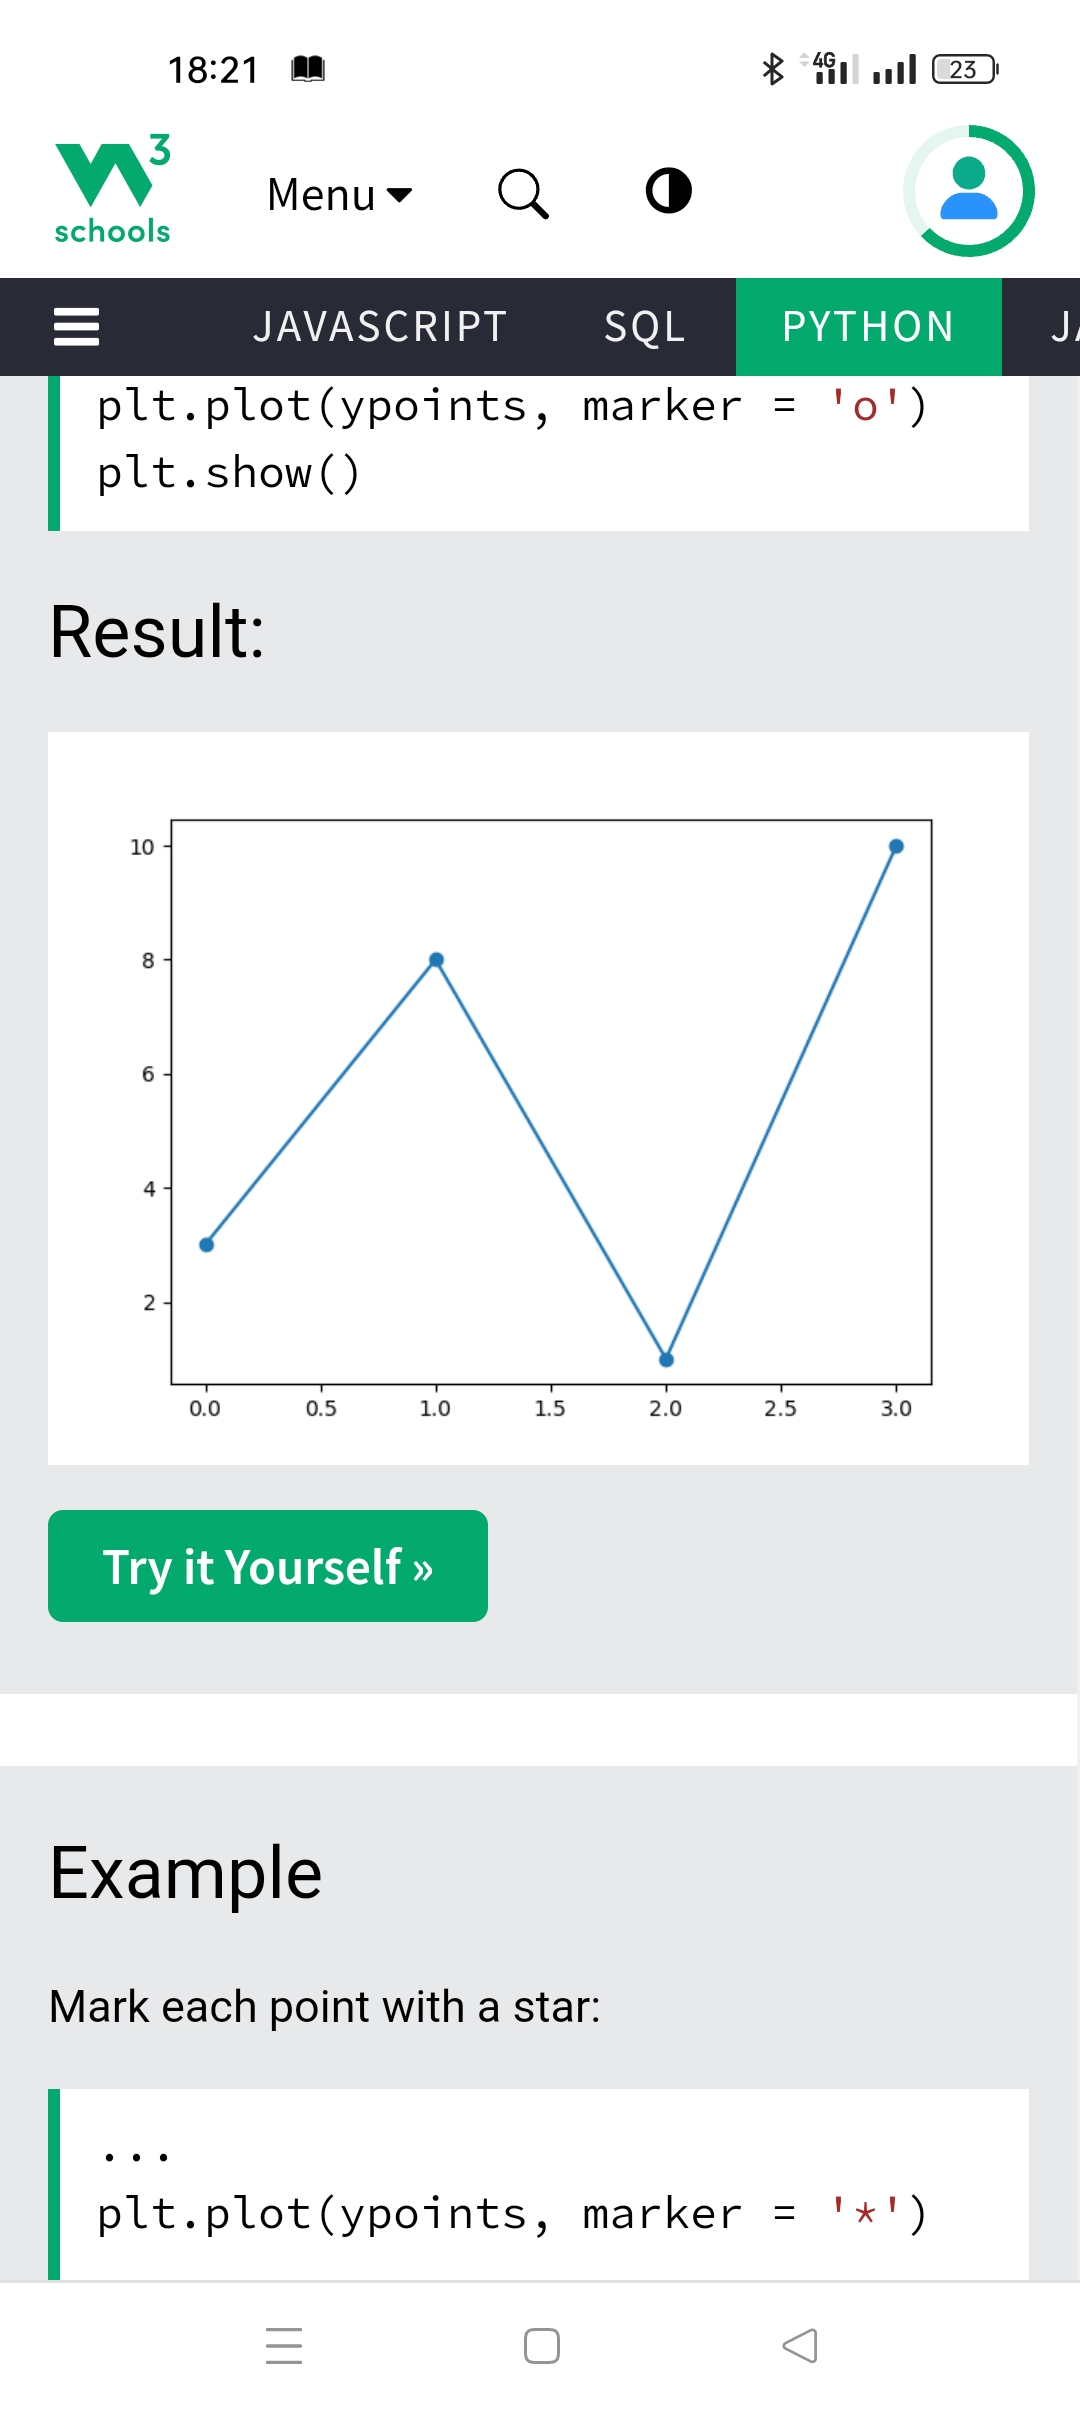 18:21
4G
23
W3
schools
Menu
JAVASCRIPT
SQL
PYTHON
plt.plot(ypoints, marker = 'o')
plt.show()
Result:
10
8
6
4
2
0.0 0.5 1.0 1.5 2.0 2.5 3.0
Try it Yourself »
Example
Mark each point with a star:
...
plt.plot(ypoints, marker = '*')